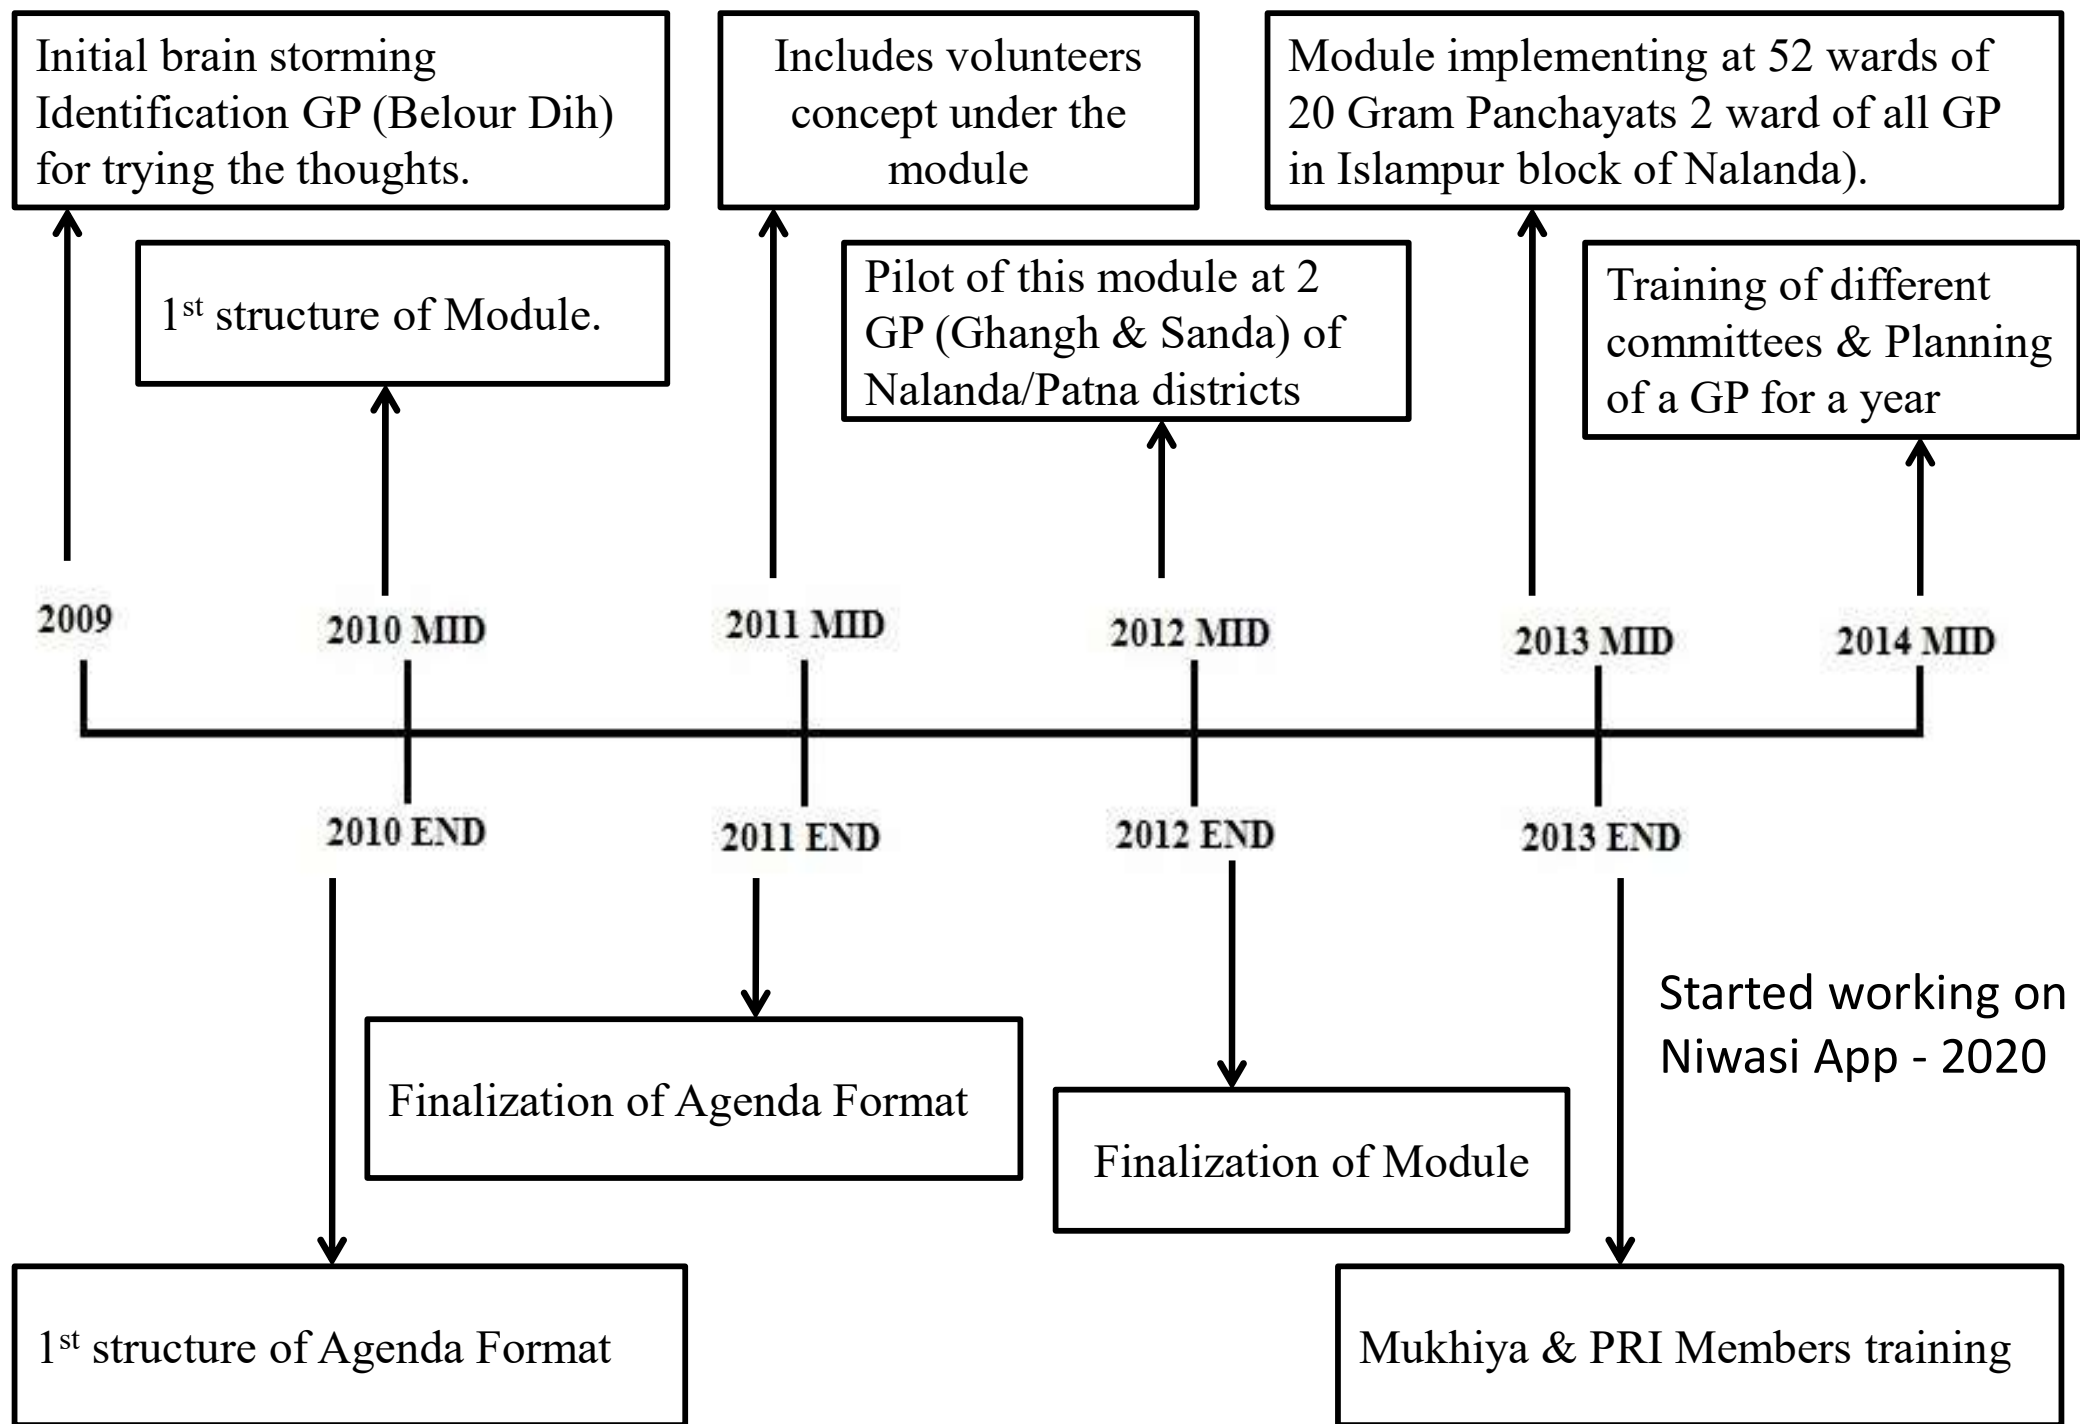 Initial brain storming
Identification GP (Belour Dih)
for trying the thoughts.
Includes volunteers
concept under the
module
Module implementing at 52 wards of
20 Gram Panchayats 2 ward of all GP
in Islampur block of Nalanda).
1st structure of Module.
Pilot of this module at 2
GP (Ghangh & Sanda) of
Nalanda/Patna districts
Training of different
committees & Planning
of a GP for a year
2009
2010 MID
2011 MID
2012 MID
2013 MID
2014 MID
2010 END
2011 END
2012 END
2013 END
Started working on
Niwasi App - 2020
Finalization of Agenda Format
Finalization of Module
1st structure of Agenda Format
Mukhiya & PRI Members training